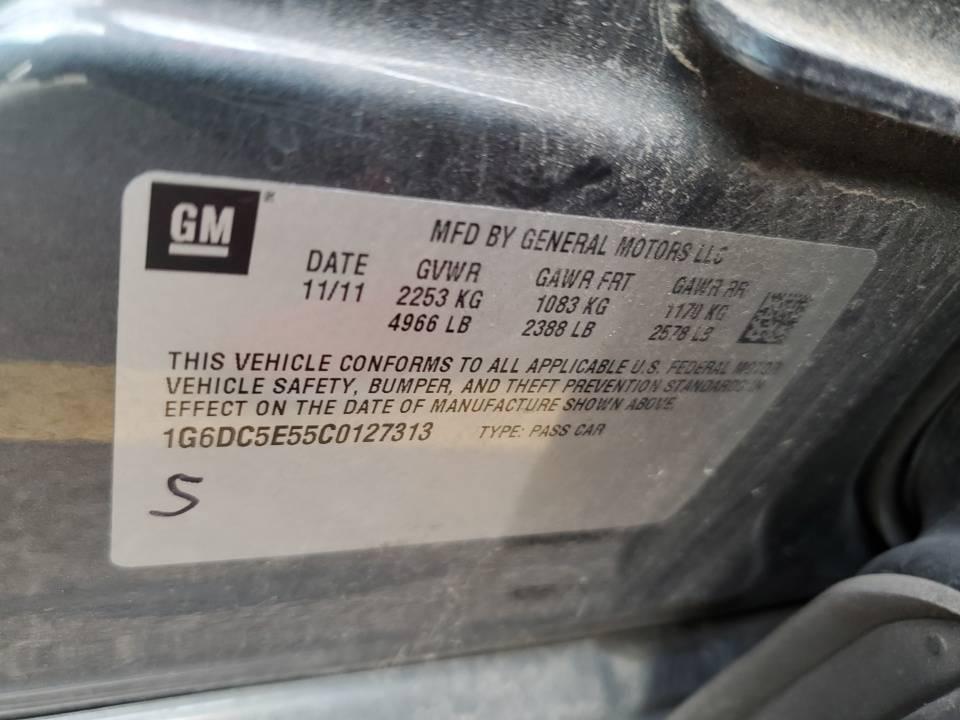 GM
MFD BY GENERAL MOTORS LLC
DATE GVWR GAWR FRT GAWR RR
11/11 2253 KG 1083 KG 1170 KG
4966 LB 2388 LB 2578 LB
THIS VEHICLE CONFORMS TO ALL APPLICABLE U.S. FEDERAL MOTOR
VEHICLE SAFETY, BUMPER, AND THEFT PREVENTION STANDARDS IN
EFFECT ON THE DATE OF MANUFACTURE SHOWN ABOVE.
1G6DC5E55C0127313 TYPE: PASS CAR
S